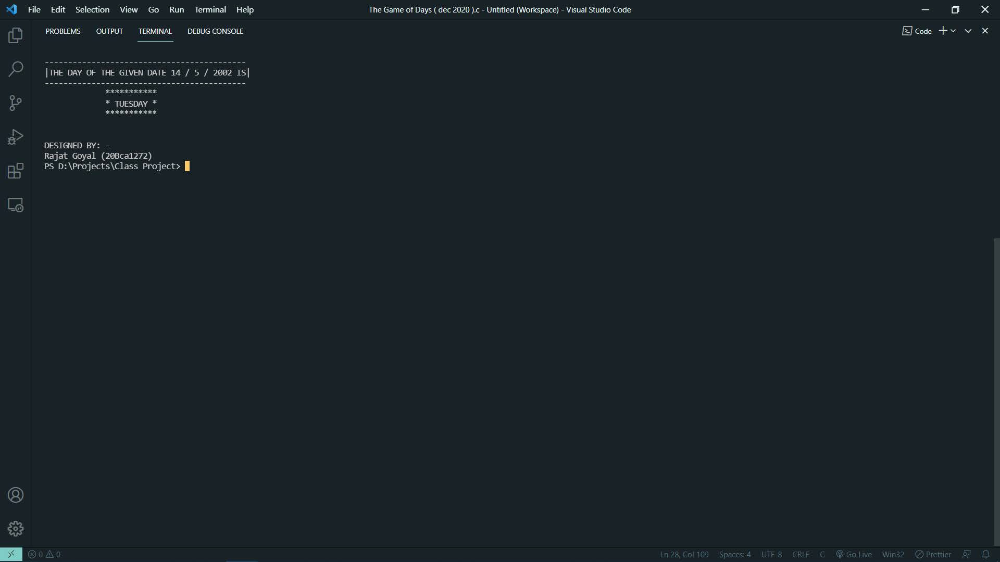 File Edit Selection View Go Run Terminal Help The Game of Days ( dec 2020 ).c - Untitled (Workspace) - Visual Studio Code
PROBLEMS OUTPUT TERMINAL DEBUG CONSOLE Code
-------------------------------------------
|THE DAY OF THE GIVEN DATE 14 / 5 / 2002 IS|
-------------------------------------------
***********
* TUESDAY *
***********
DESIGNED BY: -
Rajat Goyal (20Bca1272)
PS D:\Projects\Class Project>
0 0 Ln 28, Col 109 Spaces: 4 UTF-8 CRLF C Go Live Win32 Prettier